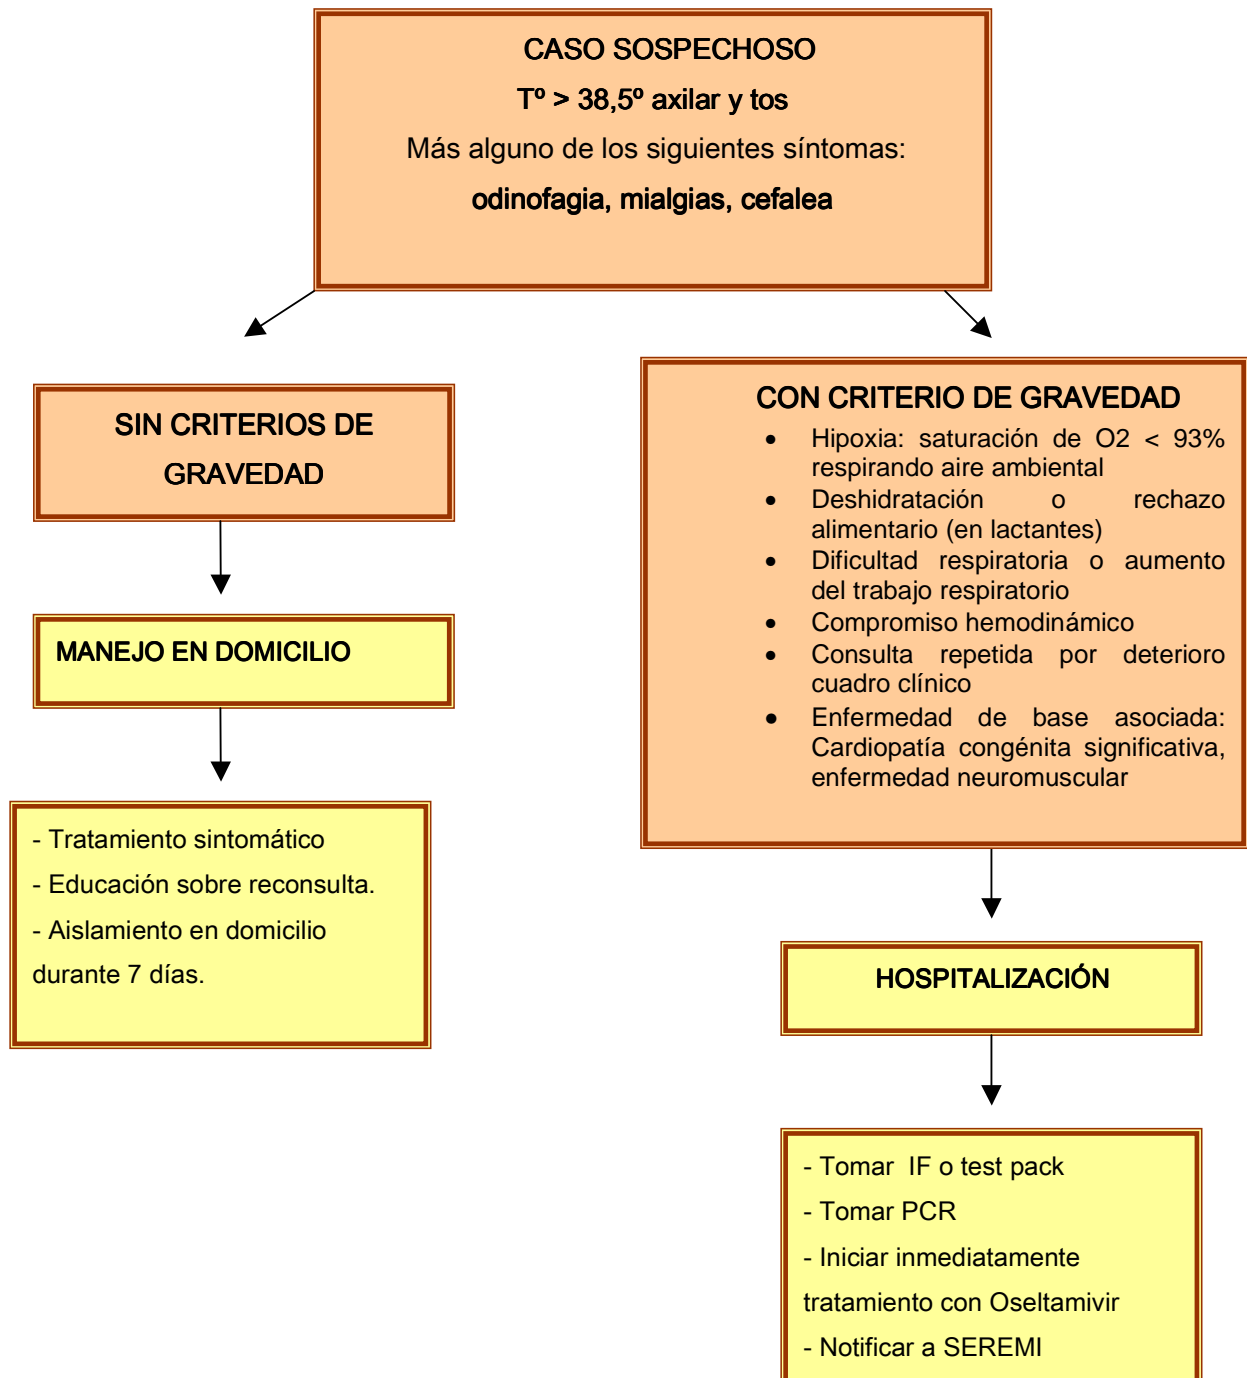 CASO SOSPECHOSO
Tº > 38,5º axilar y tos
Más alguno de los siguientes síntomas:
odinofagia, mialgias, cefalea
SIN CRITERIOS DE
GRAVEDAD
MANEJO EN DOMICILIO
- Tratamiento sintomático
- Educación sobre reconsulta.
- Aislamiento en domicilio
durante 7 días.
CON CRITERIO DE GRAVEDAD
• Hipoxia: saturación de O2 < 93%
respirando aire ambiental
• Deshidratación o rechazo
alimentario (en lactantes)
• Dificultad respiratoria o aumento
del trabajo respiratorio
• Compromiso hemodinámico
• Consulta repetida por deterioro
cuadro clínico
• Enfermedad de base asociada:
Cardiopatía congénita significativa,
enfermedad neuromuscular
HOSPITALIZACIÓN
- Tomar IF o test pack
- Tomar PCR
- Iniciar inmediatamente
tratamiento con Oseltamivir
- Notificar a SEREMI